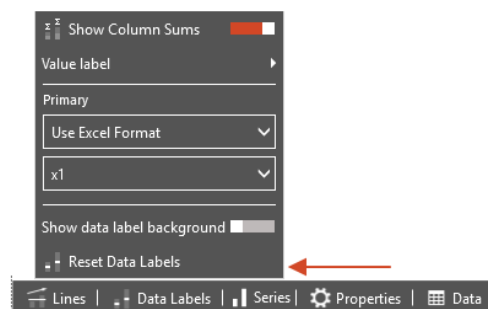 Show Column Sums
Value label
Primary
Use Excel Format
x1
Show data label background
Reset Data Labels
Lines | Data Labels | Series | Properties | Data